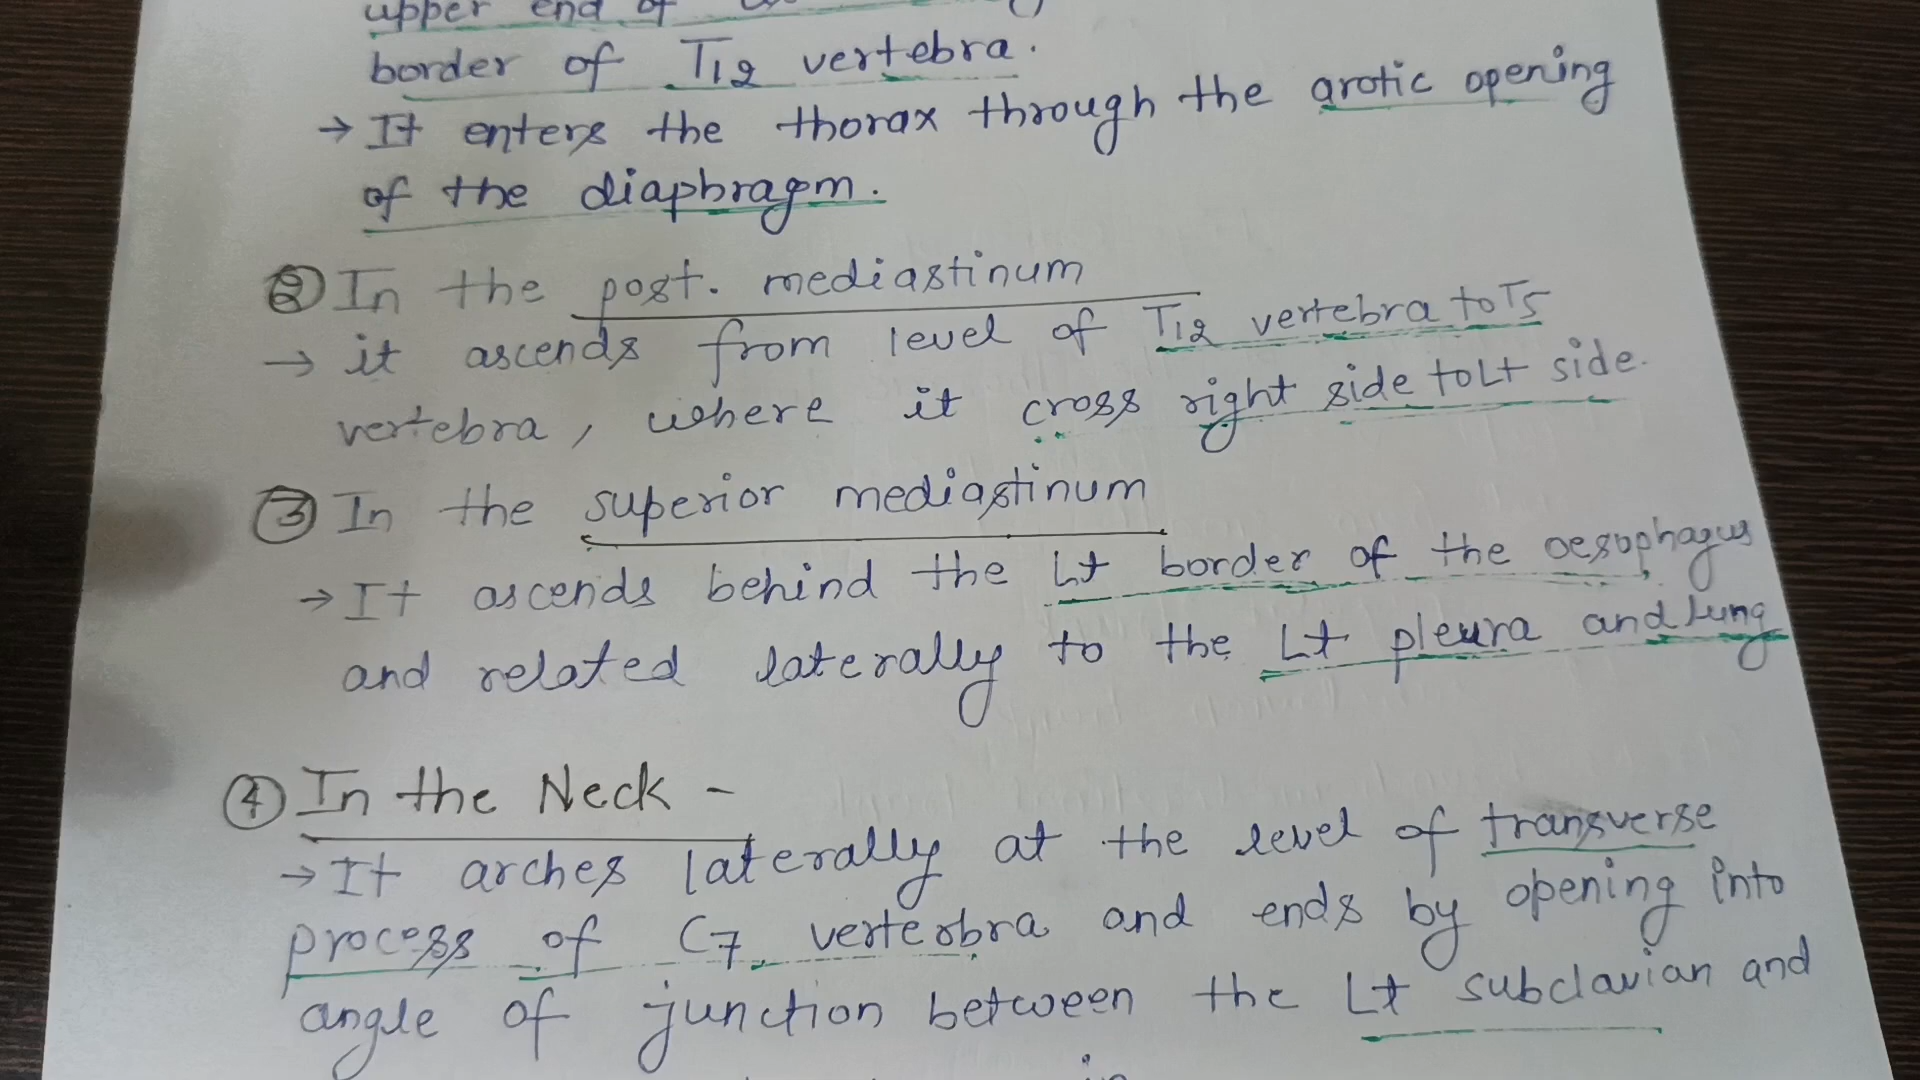 upper end of
border of T12 vertebra.
→ It enters the thorax through the arotic opening
of the diaphragm.
② In the post. mediastinum
→ it ascends from level of T12 vertebra to T5
vertebra, where it cross right side to Lt side.
③ In the superior mediastinum
→ It ascends behind the Lt border of the oesophagus
and related laterally to the Lt pleura and lung
④ In the Neck -
→ It arches laterally at the level of transverse
process of C7 verteobra and ends by opening into
angle of junction between the Lt subclavian and